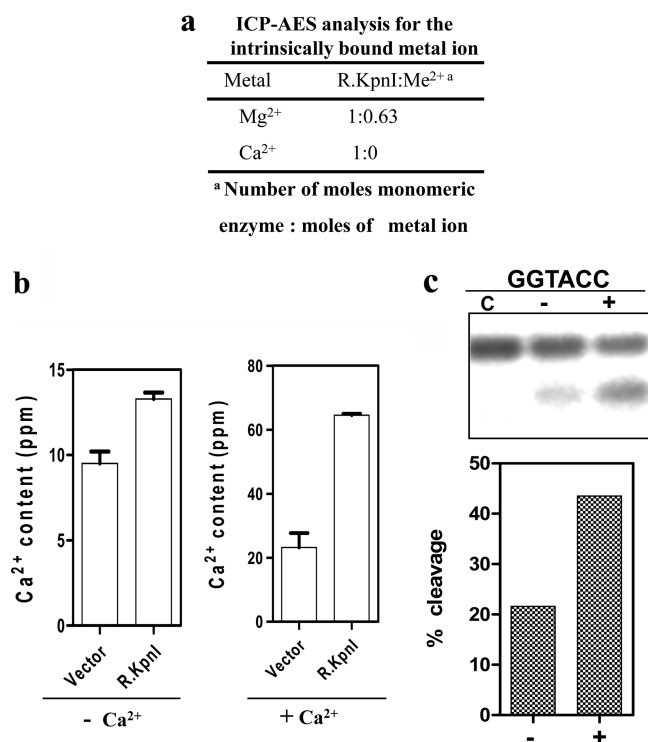 a
ICP-AES analysis for the
intrinsically bound metal ion
Metal R.KpnI:Me²⁺ ᵃ
Mg²⁺ 1:0.63
Ca²⁺ 1:0
ᵃ Number of moles monomeric
enzyme : moles of metal ion
b
Ca²⁺ content (ppm)
15
10
5
0
Vector
R.KpnI
- Ca²⁺
Ca²⁺ content (ppm)
80
60
40
20
0
Vector
R.KpnI
+ Ca²⁺
c
GGTACC
C - +
% cleavage
50
40
30
20
10
0
- +